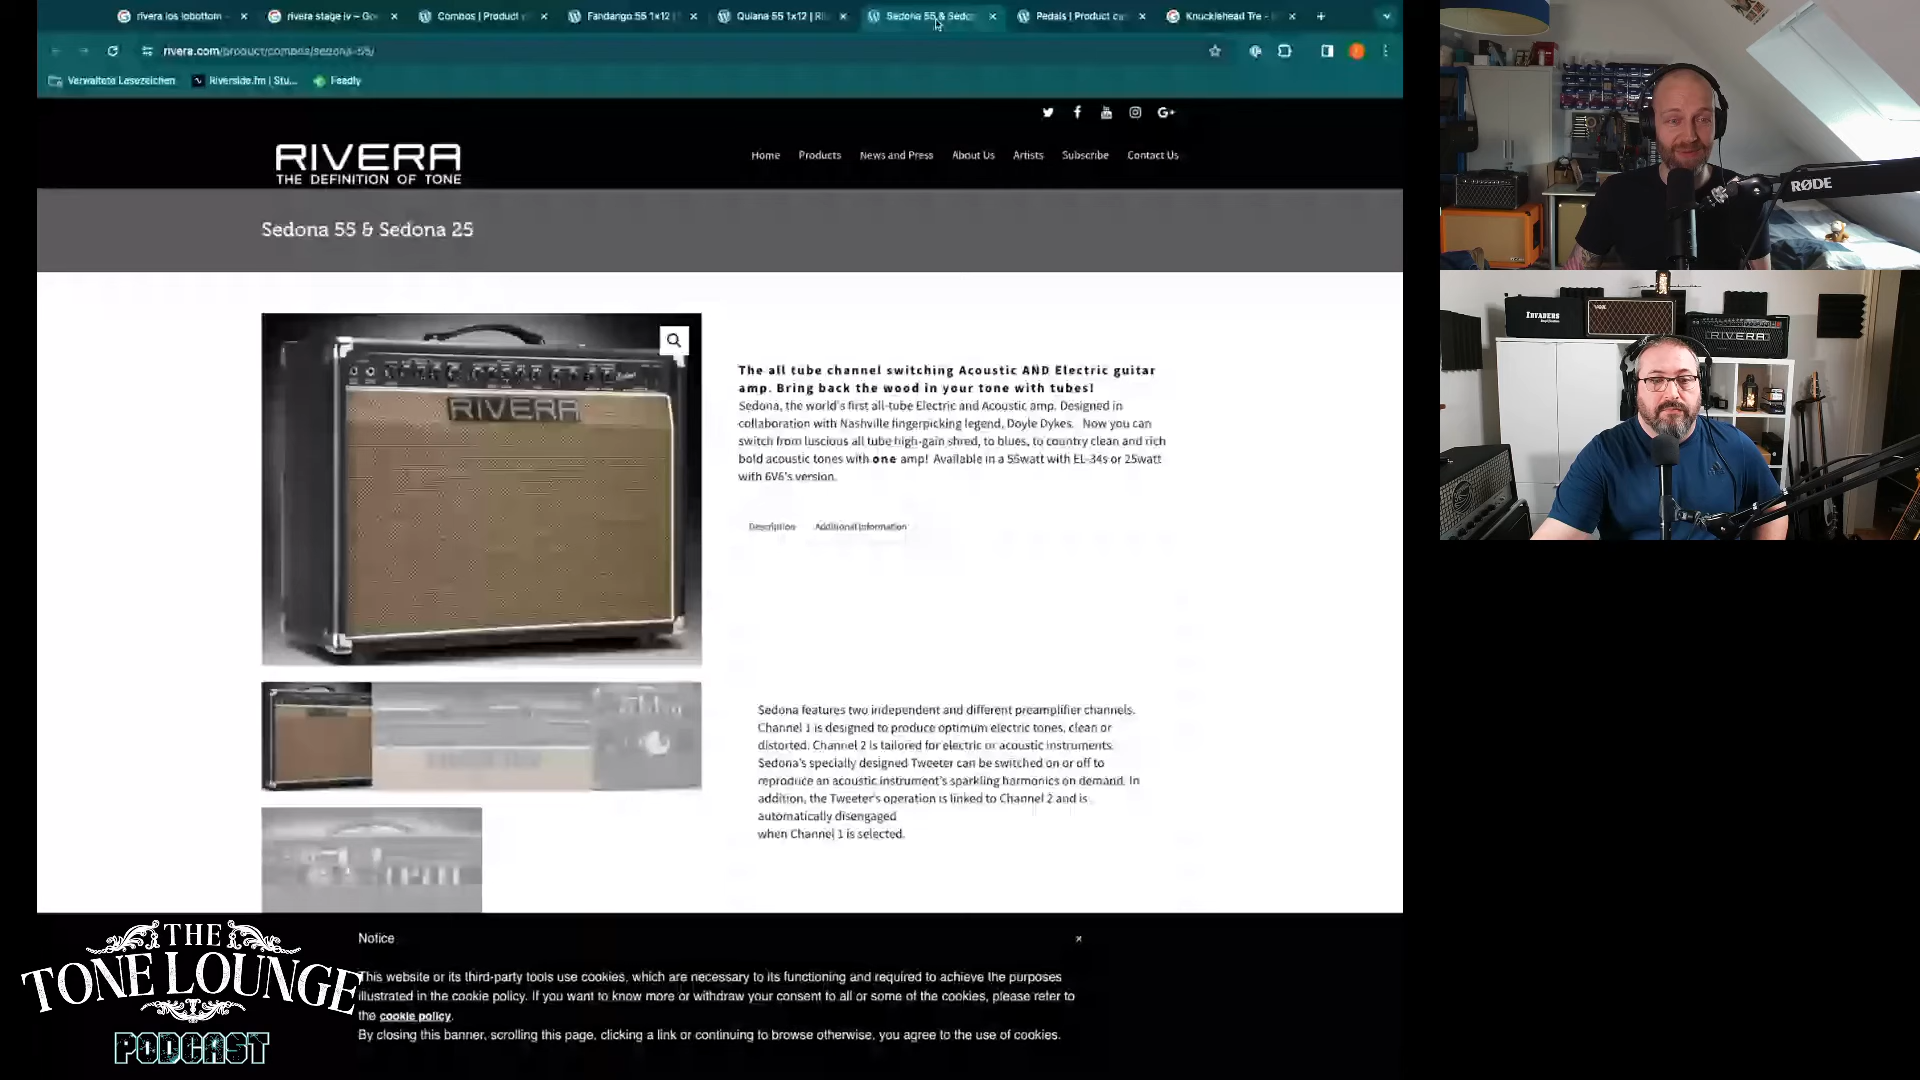 rivera los lobottom -
rivera stage iv – Go
Combos | Product
Fandango 55 1x12 |
Quiana 55 1x12 | Ri
Sedona 55 & Sedo
Pedals | Product ca
Knucklehead Tre -
rivera.com/product/combos/sedona-55/
Verwaltete Lesezeichen
Riverside.fm | Stu...
Feedly
RIVERA
THE DEFINITION OF TONE
Home Products News and Press About Us Artists Subscribe Contact Us
Sedona 55 & Sedona 25
RIVERA
The all tube channel switching Acoustic AND Electric guitar
amp. Bring back the wood in your tone with tubes!
Sedona, the world's first all-tube Electric and Acoustic amp. Designed in
collaboration with Nashville fingerpicking legend, Doyle Dykes. Now you can
switch from luscious all tube high-gain shred, to blues, to country clean and rich
bold acoustic tones with one amp! Available in a 55watt with EL-34s or 25watt
with 6V6's version.
Description Additional information
Sedona features two independent and different preamplifier channels.
Channel 1 is designed to produce optimum electric tones, clean or
distorted. Channel 2 is tailored for electric or acoustic instruments.
Sedona's specially designed Tweeter can be switched on or off to
reproduce an acoustic instrument's sparkling harmonics on demand. In
addition, the Tweeter's operation is linked to Channel 2 and is
automatically disengaged
when Channel 1 is selected.
Notice
This website or its third-party tools use cookies, which are necessary to its functioning and required to achieve the purposes
illustrated in the cookie policy. If you want to know more or withdraw your consent to all or some of the cookies, please refer to
the cookie policy.
By closing this banner, scrolling this page, clicking a link or continuing to browse otherwise, you agree to the use of cookies.
THE
TONE LOUNGE
PODCAST
RØDE
INVADERS
VOX